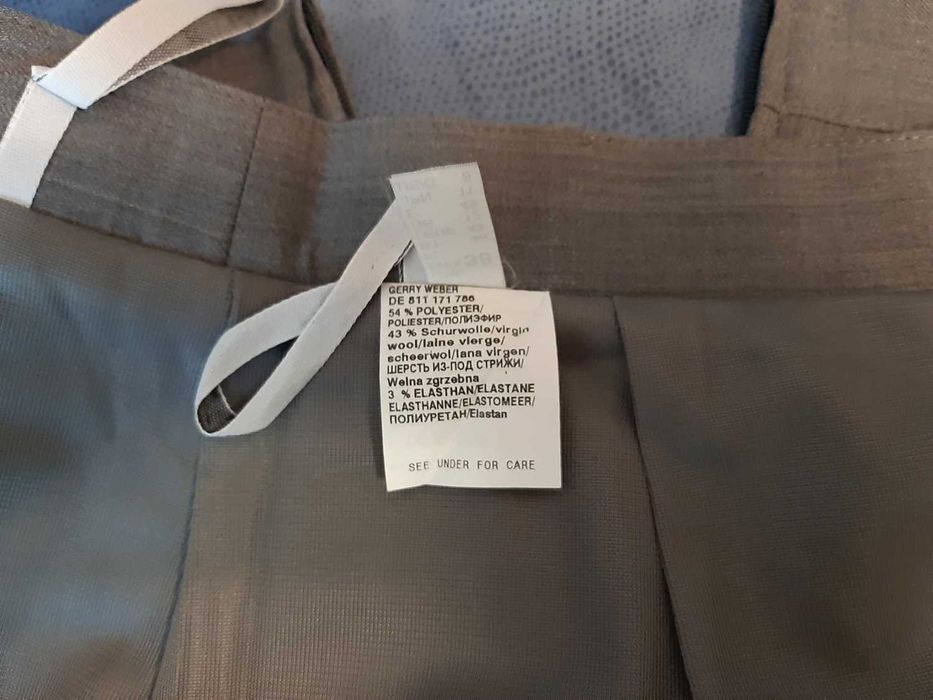 GERRY WEBER
DE 811 171 786
54 % POLYESTER/
POLIESTER/ПОЛИЭФИР
43 % Schurwolle/virgin
wool/laine vierge/
scheerwol/lana virgen/
ШЕРСТЬ ИЗ-ПОД СТРИЖКИ/
Welna zgrzebna
3 % ELASTHAN/ELASTANE
ELASTHANNE/ELASTOMEER/
ПОЛИУРЕТАН/Elastan
SEE UNDER FOR CARE